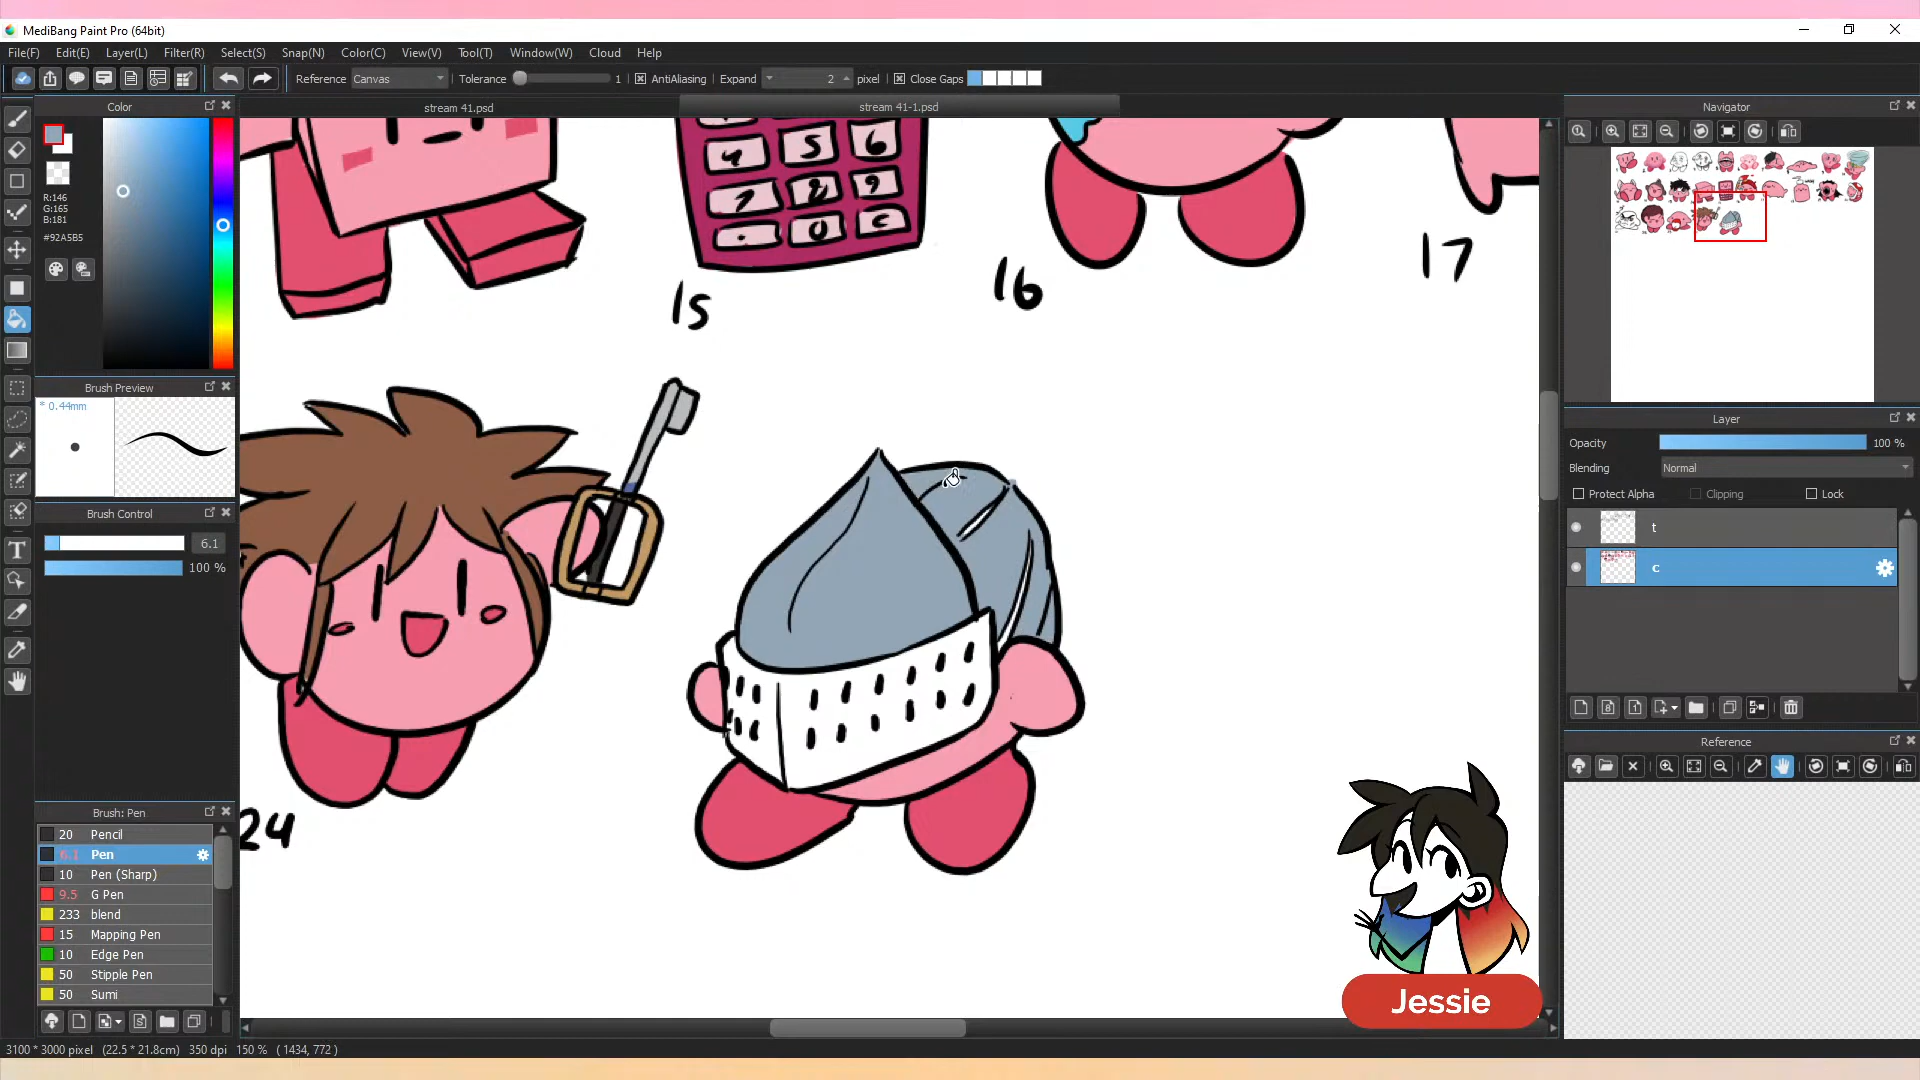 MediBang Paint Pro (64bit)
File(F) Edit(E) Layer(L) Filter(R) Select(S) Snap(N) Color(C) View(V) Tool(T) Window(W) Cloud Help
Reference Canvas Tolerance 1 AntiAliasing Expand 2 pixel Close Gaps
Color
stream 41.psd
stream 41-1.psd
Navigator
R:146
G:165
B:181
#92A5B5
Brush Preview
* 0.44mm
Brush Control
6.1
100 %
Brush: Pen
20 Pencil
6.1 Pen
10 Pen (Sharp)
9.5 G Pen
233 blend
15 Mapping Pen
10 Edge Pen
50 Stipple Pen
50 Sumi
4 5 6
7 8 9
. 0 C
15
16
17
24
Jessie
Layer
Opacity 100 %
Blending Normal
Protect Alpha Clipping Lock
t
c
Reference
3100 * 3000 pixel (22.5 * 21.8cm) 350 dpi 150 % ( 1434, 772 )